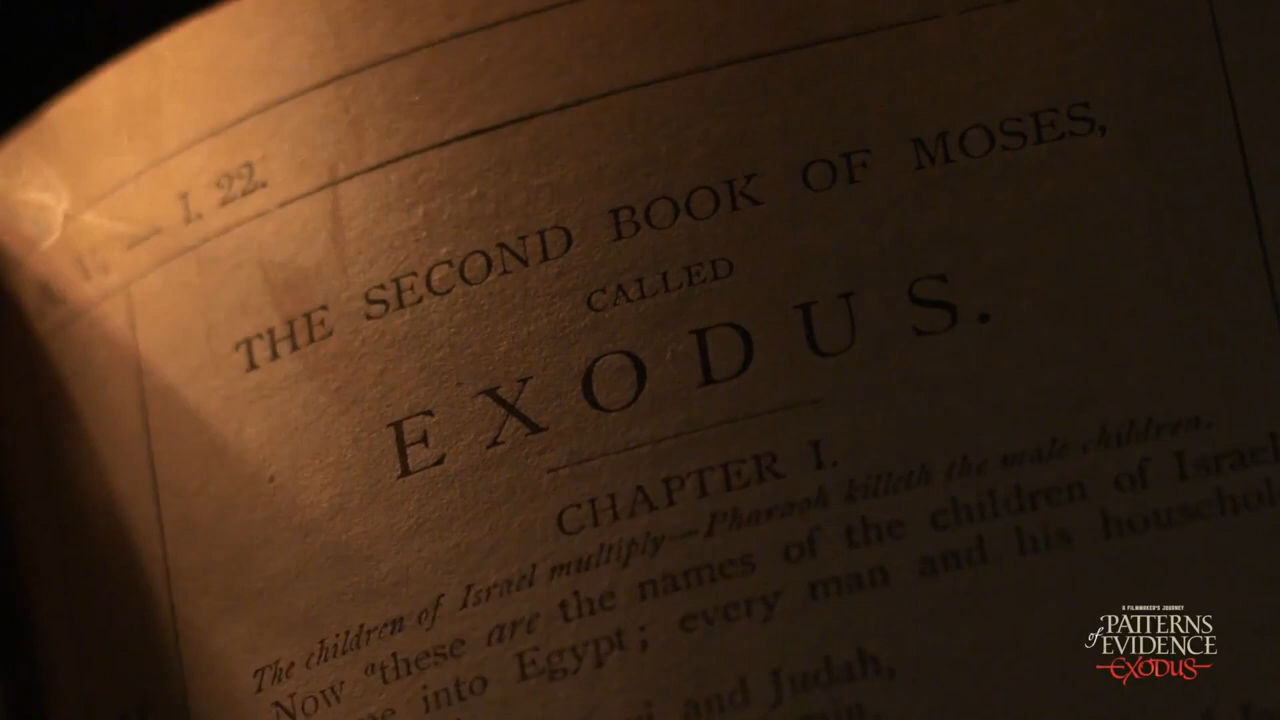 I. 22.
THE SECOND BOOK OF MOSES,
CALLED
EXODUS.
CHAPTER I.
The children of Israel multiply—Pharaoh killeth the male children.
Now athese are the names of the children of Israel
into Egypt; every man and his househol
and Judah,
A FILMMAKER'S JOURNEY
PATTERNS
of EVIDENCE
EXODUS